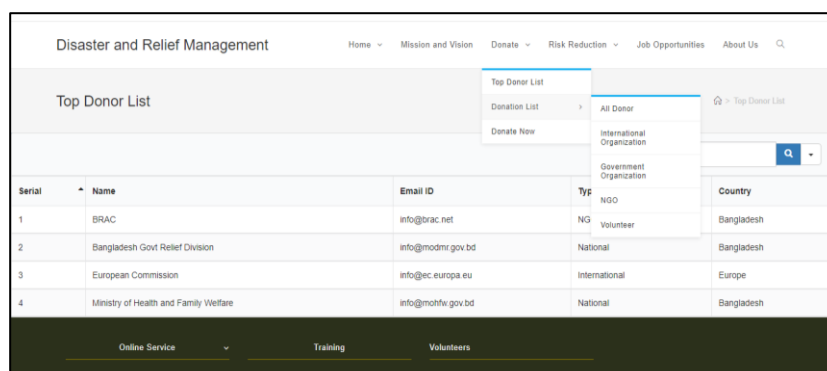 Disaster and Relief Management
Home Mission and Vision Donate Risk Reduction Job Opportunities About Us
Top Donor List
Top Donor List
Donation List >
Donate Now
All Donor
International
Organization
Government
Organization
NGO
Volunteer
> Top Donor List
Serial Name Email ID Typ Country
1 BRAC info@brac.net NG Bangladesh
2 Bangladesh Govt Relief Division info@modmr.gov.bd National Bangladesh
3 European Commission info@ec.europa.eu International Europe
4 Ministry of Health and Family Welfare info@mohfw.gov.bd National Bangladesh
Online Service Training Volunteers